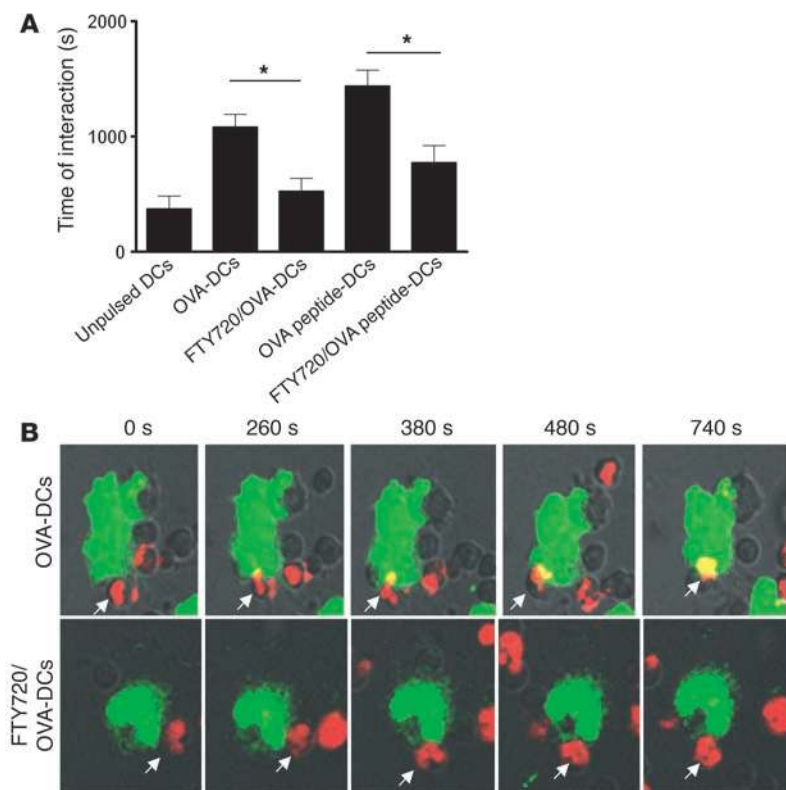 A
Time of interaction (s)
2000
1000
0
*
*
Unpulsed DCs
OVA-DCs
FTY720/OVA-DCs
OVA peptide-DCs
FTY720/OVA peptide-DCs
B
0 s 260 s 380 s 480 s 740 s
OVA-DCs
FTY720/
OVA-DCs